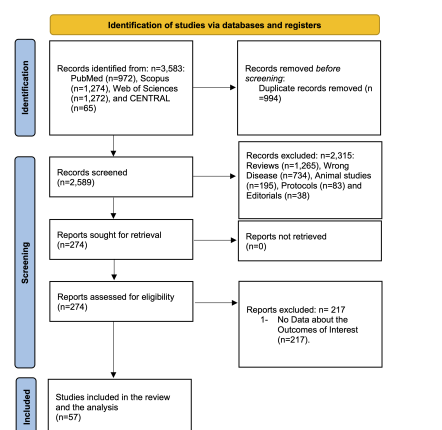 Identification of studies via databases and registers
Identification
Records identified from: n=3,583:
PubMed (n=972), Scopus
(n=1,274), Web of Sciences
(n=1,272), and CENTRAL
(n=65)
Records removed before
screening:
Duplicate records removed (n
=994)
Screening
Records screened
(n=2,589)
Records excluded: n=2,315:
Reviews (n=1,265), Wrong
Disease (n=734), Animal studies
(n=195), Protocols (n=83) and
Editorials (n=38)
Reports sought for retrieval
(n=274)
Reports not retrieved
(n=0)
Reports assessed for eligibility
(n=274)
Reports excluded: n= 217
1- No Data about the
Outcomes of Interest
(n=217).
Included
Studies included in the review
and the analysis
(n=57)